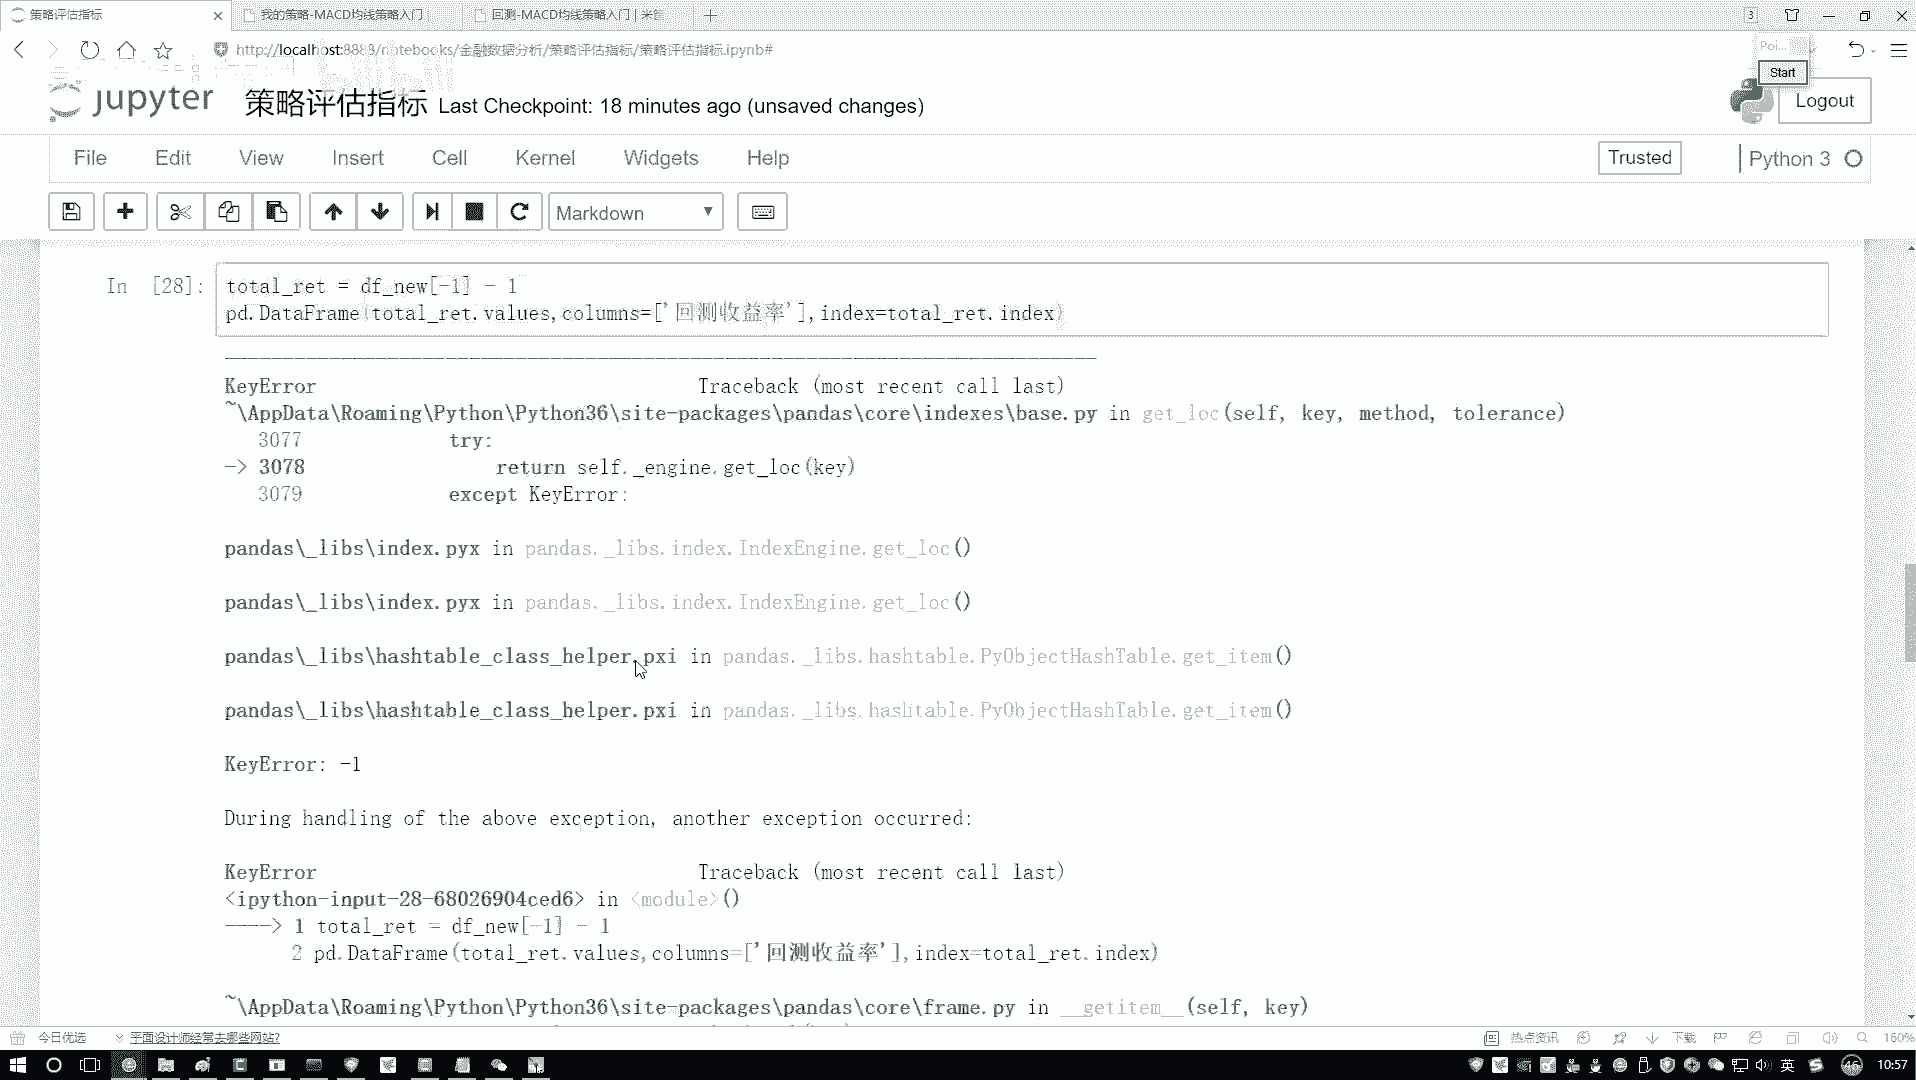 策略评估指标
我的策略-MACD均线策略入门
回测-MACD均线策略入门 | 米筐
3
http://localhost:8888/notebooks/金融数据分析/策略评估指标/策略评估指标.ipynb#
Poi...
Start
jupyter
策略评估指标 Last Checkpoint: 18 minutes ago (unsaved changes)
Logout
File Edit View Insert Cell Kernel Widgets Help
Trusted
Python 3
Markdown
In [28]:
total_ret = df_new[-1] - 1
pd.DataFrame(total_ret.values,columns=['回测收益率'],index=total_ret.index)
KeyError Traceback (most recent call last)
~\AppData\Roaming\Python\Python36\site-packages\pandas\core\indexes\base.py in get_loc(self, key, method, tolerance)
3077 try:
-> 3078 return self._engine.get_loc(key)
3079 except KeyError:
pandas\_libs\index.pyx in pandas._libs.index.IndexEngine.get_loc()
pandas\_libs\index.pyx in pandas._libs.index.IndexEngine.get_loc()
pandas\_libs\hashtable_class_helper.pxi in pandas._libs.hashtable.PyObjectHashTable.get_item()
pandas\_libs\hashtable_class_helper.pxi in pandas._libs.hashtable.PyObjectHashTable.get_item()
KeyError: -1
During handling of the above exception, another exception occurred:
KeyError Traceback (most recent call last)
<ipython-input-28-68026904ced6> in <module>()
----> 1 total_ret = df_new[-1] - 1
2 pd.DataFrame(total_ret.values,columns=['回测收益率'],index=total_ret.index)
~\AppData\Roaming\Python\Python36\site-packages\pandas\core\frame.py in __getitem__(self, key)
今日优选
平面设计师经常去哪些网站?
热点资讯
下载
160%
英
46
10:57